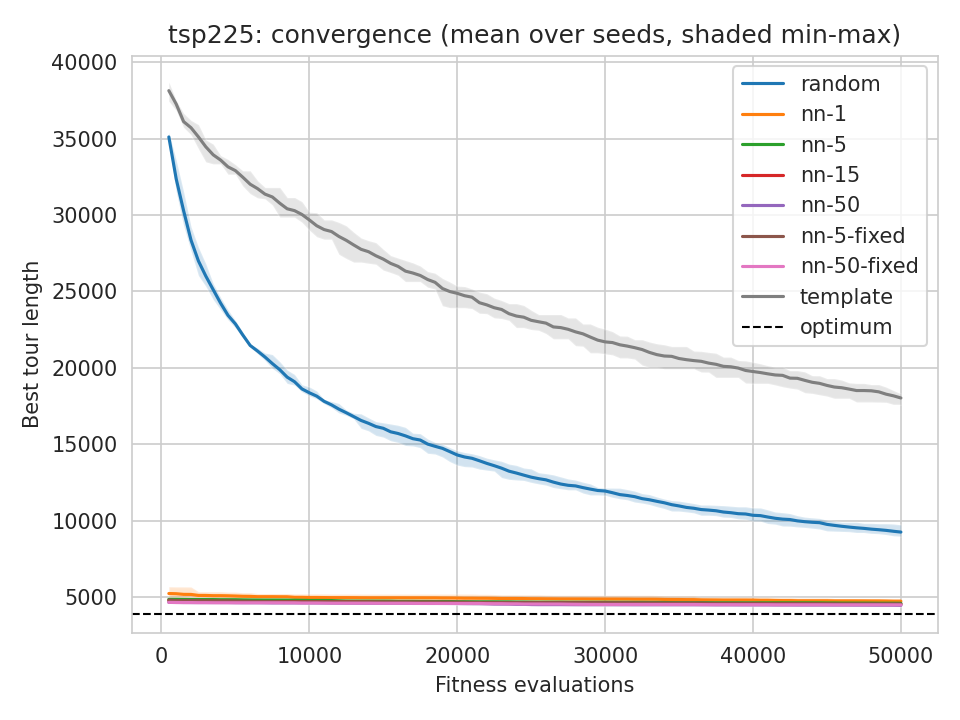 tsp225: convergence (mean over seeds, shaded min-max)
40000
35000
30000
25000
20000
15000
10000
5000
Best tour length
random
nn-1
nn-5
nn-15
nn-50
nn-5-fixed
nn-50-fixed
template
optimum
0 10000 20000 30000 40000 50000
Fitness evaluations